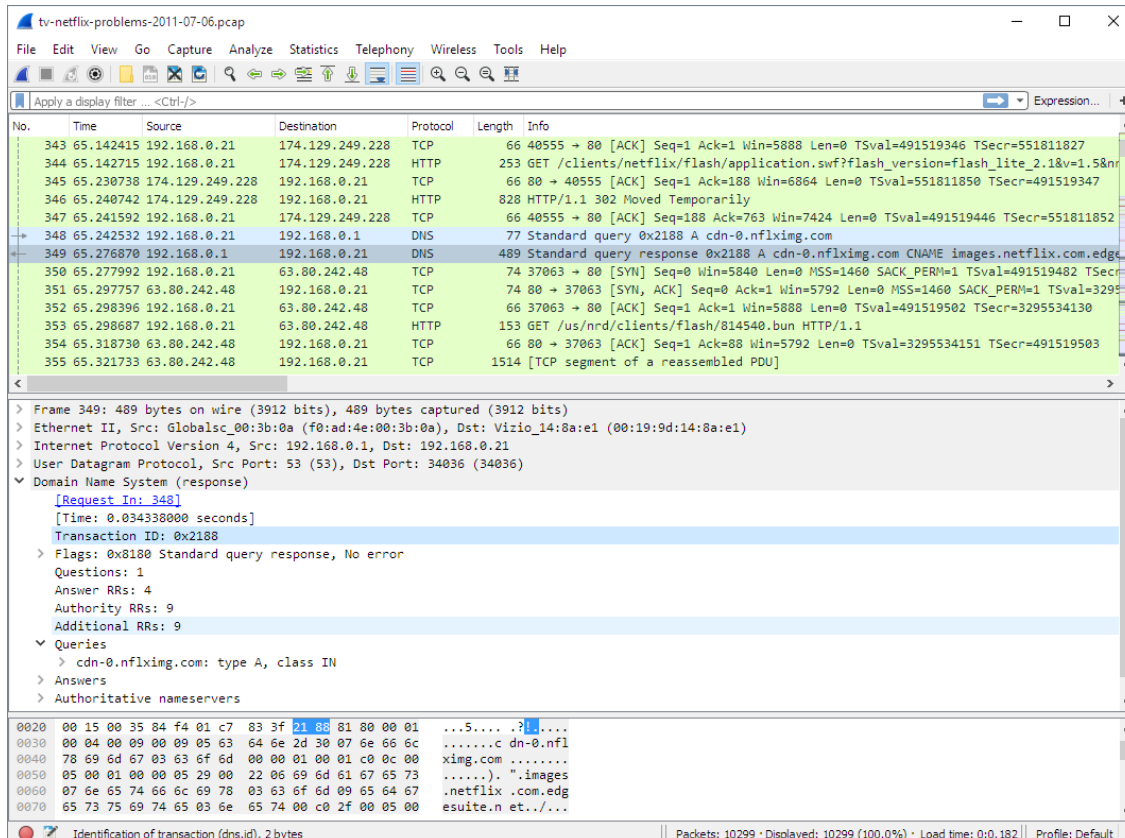 tv-netflix-problems-2011-07-06.pcap
File Edit View Go Capture Analyze Statistics Telephony Wireless Tools Help
Apply a display filter ... <Ctrl-/> Expression... +
No. Time Source Destination Protocol Length Info
343 65.142415 192.168.0.21 174.129.249.228 TCP 66 40555 → 80 [ACK] Seq=1 Ack=1 Win=5888 Len=0 TSval=491519346 TSecr=551811827
344 65.142715 192.168.0.21 174.129.249.228 HTTP 253 GET /clients/netflix/flash/application.swf?flash_version=flash_lite_2.1&v=1.5&nr
345 65.230738 174.129.249.228 192.168.0.21 TCP 66 80 → 40555 [ACK] Seq=1 Ack=188 Win=6864 Len=0 TSval=551811850 TSecr=491519347
346 65.240742 174.129.249.228 192.168.0.21 HTTP 828 HTTP/1.1 302 Moved Temporarily
347 65.241592 192.168.0.21 174.129.249.228 TCP 66 40555 → 80 [ACK] Seq=188 Ack=763 Win=7424 Len=0 TSval=491519446 TSecr=551811852
348 65.242532 192.168.0.21 192.168.0.1 DNS 77 Standard query 0x2188 A cdn-0.nflximg.com
349 65.276870 192.168.0.1 192.168.0.21 DNS 489 Standard query response 0x2188 A cdn-0.nflximg.com CNAME images.netflix.com.edge
350 65.277992 192.168.0.21 63.80.242.48 TCP 74 37063 → 80 [SYN] Seq=0 Win=5840 Len=0 MSS=1460 SACK_PERM=1 TSval=491519482 TSecr
351 65.297757 63.80.242.48 192.168.0.21 TCP 74 80 → 37063 [SYN, ACK] Seq=0 Ack=1 Win=5792 Len=0 MSS=1460 SACK_PERM=1 TSval=3295
352 65.298396 192.168.0.21 63.80.242.48 TCP 66 37063 → 80 [ACK] Seq=1 Ack=1 Win=5888 Len=0 TSval=491519502 TSecr=3295534130
353 65.298687 192.168.0.21 63.80.242.48 HTTP 153 GET /us/nrd/clients/flash/814540.bun HTTP/1.1
354 65.318730 63.80.242.48 192.168.0.21 TCP 66 80 → 37063 [ACK] Seq=1 Ack=88 Win=5792 Len=0 TSval=3295534151 TSecr=491519503
355 65.321733 63.80.242.48 192.168.0.21 TCP 1514 [TCP segment of a reassembled PDU]
> Frame 349: 489 bytes on wire (3912 bits), 489 bytes captured (3912 bits)
> Ethernet II, Src: Globalsc_00:3b:0a (f0:ad:4e:00:3b:0a), Dst: Vizio_14:8a:e1 (00:19:9d:14:8a:e1)
> Internet Protocol Version 4, Src: 192.168.0.1, Dst: 192.168.0.21
> User Datagram Protocol, Src Port: 53 (53), Dst Port: 34036 (34036)
Domain Name System (response)
[Request In: 348]
[Time: 0.034338000 seconds]
Transaction ID: 0x2188
> Flags: 0x8180 Standard query response, No error
Questions: 1
Answer RRs: 4
Authority RRs: 9
Additional RRs: 9
Queries
> cdn-0.nflximg.com: type A, class IN
> Answers
> Authoritative nameservers
0020 00 15 00 35 84 f4 01 c7 83 3f 21 88 81 80 00 01 ...5.... .?!.....
0030 00 04 00 09 00 09 05 63 64 6e 2d 30 07 6e 66 6c .......c dn-0.nfl
0040 78 69 6d 67 03 63 6f 6d 00 00 01 00 01 c0 0c 00 ximg.com ........
0050 05 00 01 00 00 05 29 00 22 06 69 6d 61 67 65 73 ......). ".images
0060 07 6e 65 74 66 6c 69 78 03 63 6f 6d 09 65 64 67 .netflix .com.edg
0070 65 73 75 69 74 65 03 6e 65 74 00 c0 2f 00 05 00 esuite.n et../...
Identification of transaction (dns.id), 2 bytes Packets: 10299 · Displayed: 10299 (100.0%) · Load time: 0:0.182 Profile: Default